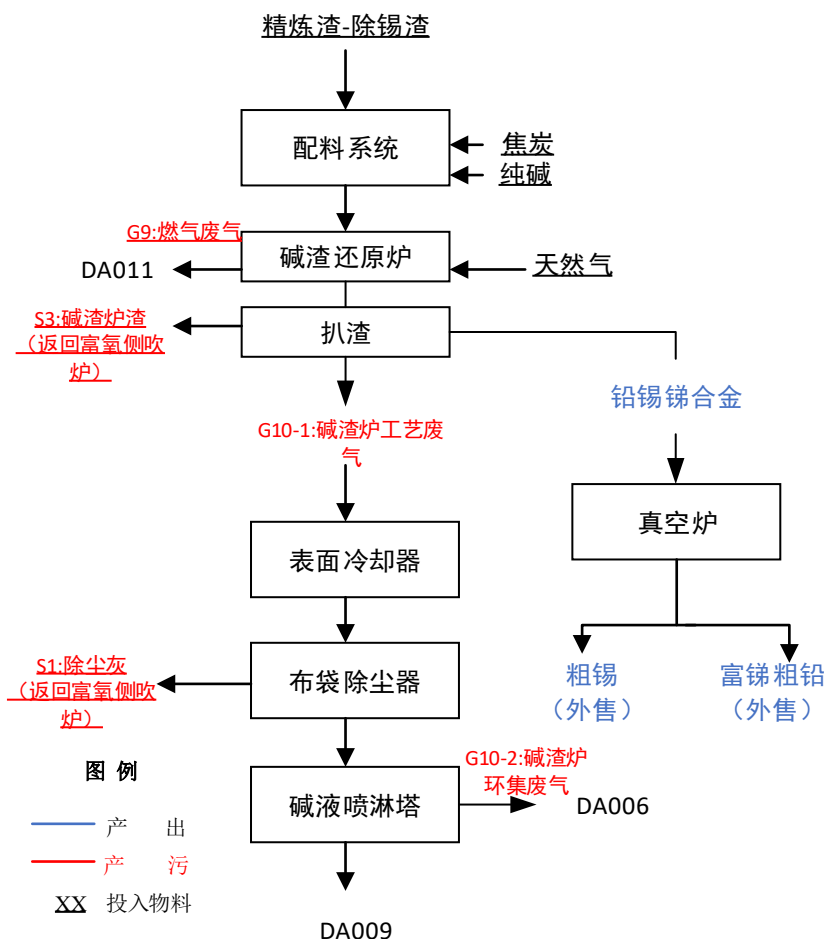 精炼渣-除锡渣
配料系统
焦炭
纯碱
G9:燃气废气
DA011
碱渣还原炉
天然气
S3:碱渣炉渣
（返回富氧侧吹
炉）
扒渣
铅锡锑合金
G10-1:碱渣炉工艺废
气
真空炉
表面冷却器
S1:除尘灰
（返回富氧侧吹
炉）
布袋除尘器
粗锡
（外售）
富锑粗铅
（外售）
图 例
产 出
产 污
XX 投入物料
碱液喷淋塔
G10-2:碱渣炉
环集废气
DA006
DA009